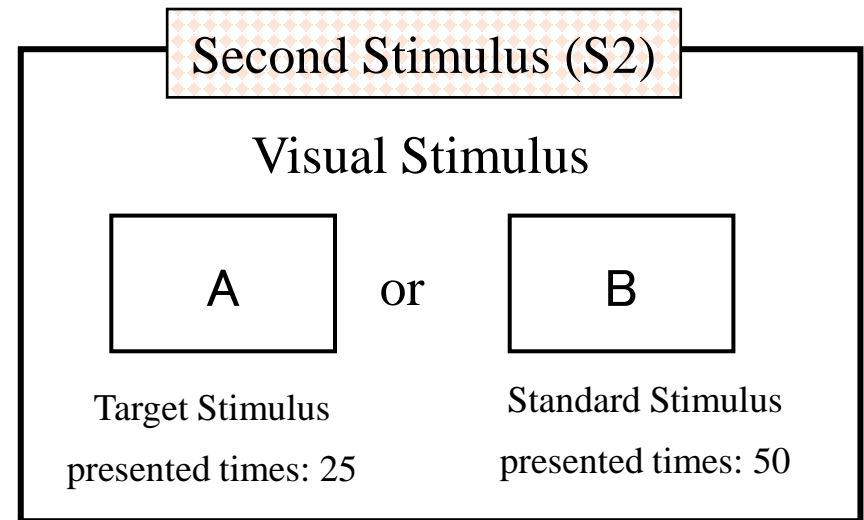 Second Stimulus (S2)
Visual Stimulus
A or B
Target Stimulus
presented times: 25
Standard Stimulus
presented times: 50